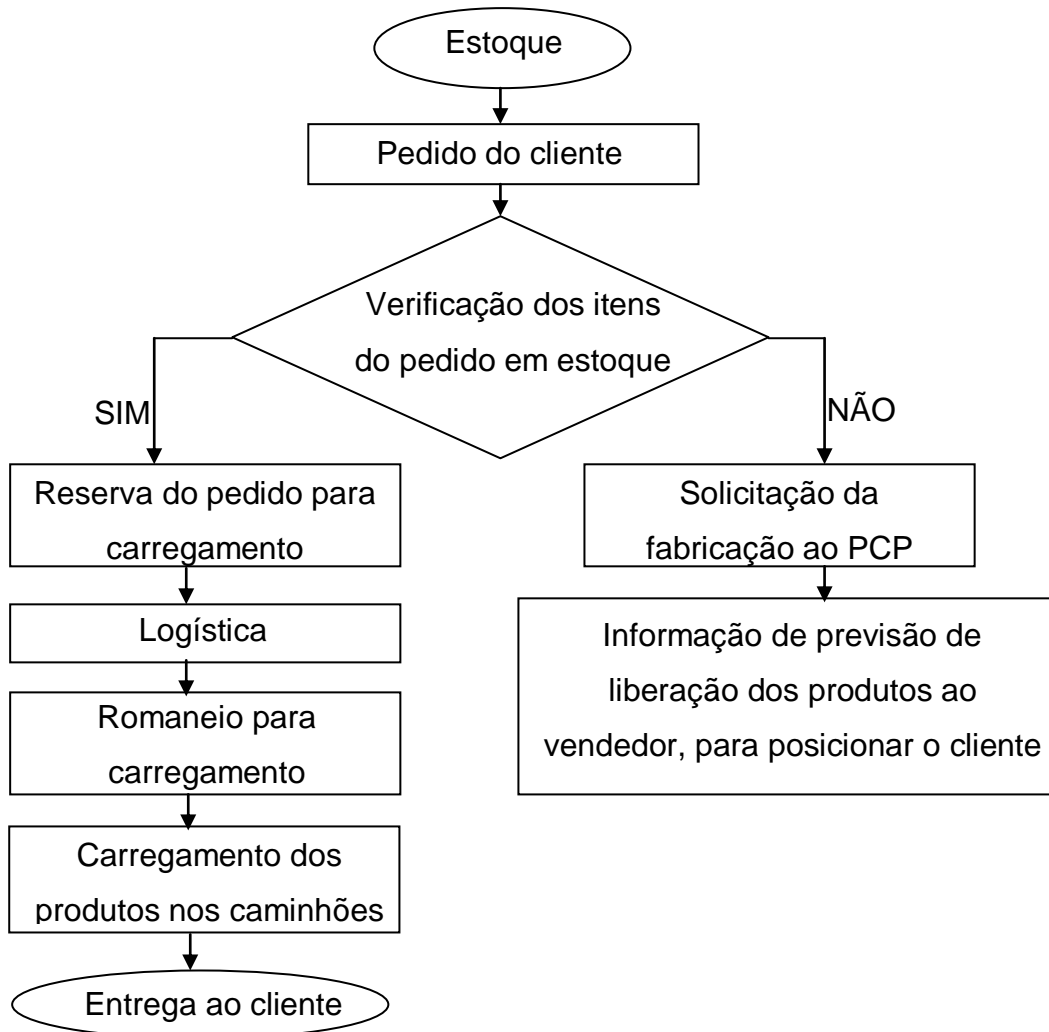 Estoque
Pedido do cliente
Verificação dos itens
do pedido em estoque
SIM
NÃO
Reserva do pedido para
carregamento
Solicitação da
fabricação ao PCP
Logística
Informação de previsão de
liberação dos produtos ao
vendedor, para posicionar o cliente
Romaneio para
carregamento
Carregamento dos
produtos nos caminhões
Entrega ao cliente